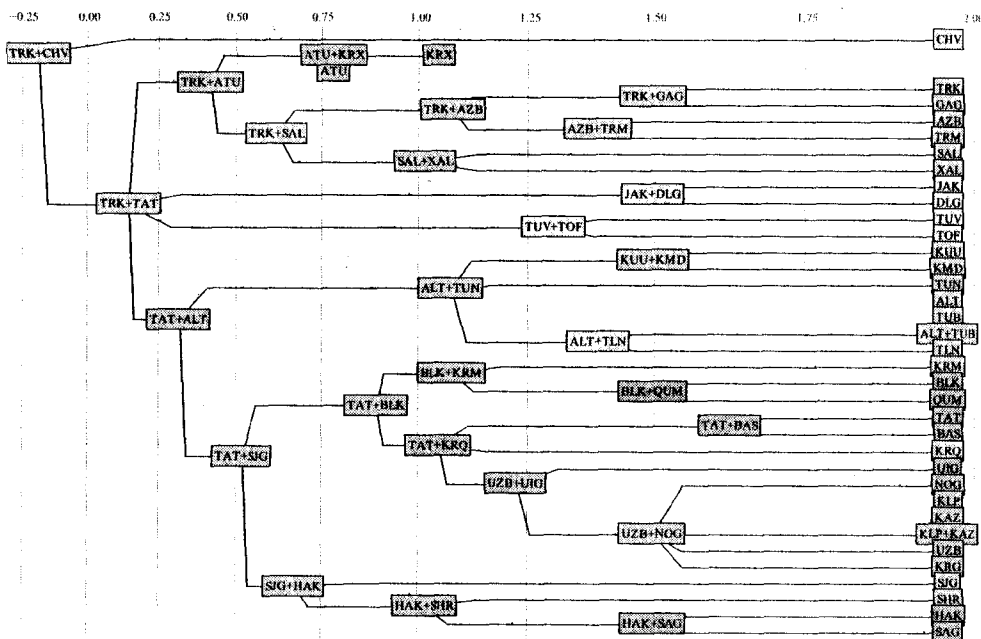 -0.25 0.00 0.25 0.50 0.75 1.00 1.25 1.50 1.75
CHV
TRK+CHV
ATU+KRX KRX
ATU
TRK+ATU
TRK
TRK+GAG
GAG
TRK+AZB
AZB
AZB+TRM
TRK+SAL
TRM
SAL
SAL+XAL
XAL
JAK
JAK+DLG
TRK+TAT
DLG
TUV
TUV+TOF
TOF
KUU
KUU+KMD
KMD
ALT+TUN
TUN
ALT
TAT+ALT
TUB
ALT+TUB
ALT+TLN
TLN
KRM
BLK+KRM
BLK
BLK+QUM
QUM
TAT+BLK
TAT
TAT+BAS
BAS
TAT+KRQ
KRQ
TAT+SJG
UIG
UZB+UIG
NOG
KLP
KAZ
UZB+NOG
KLP+KAZ
UZB
KRG
SJG
SJG+HAK
SHR
HAK+SHR
HAK
HAK+SAG
SAG